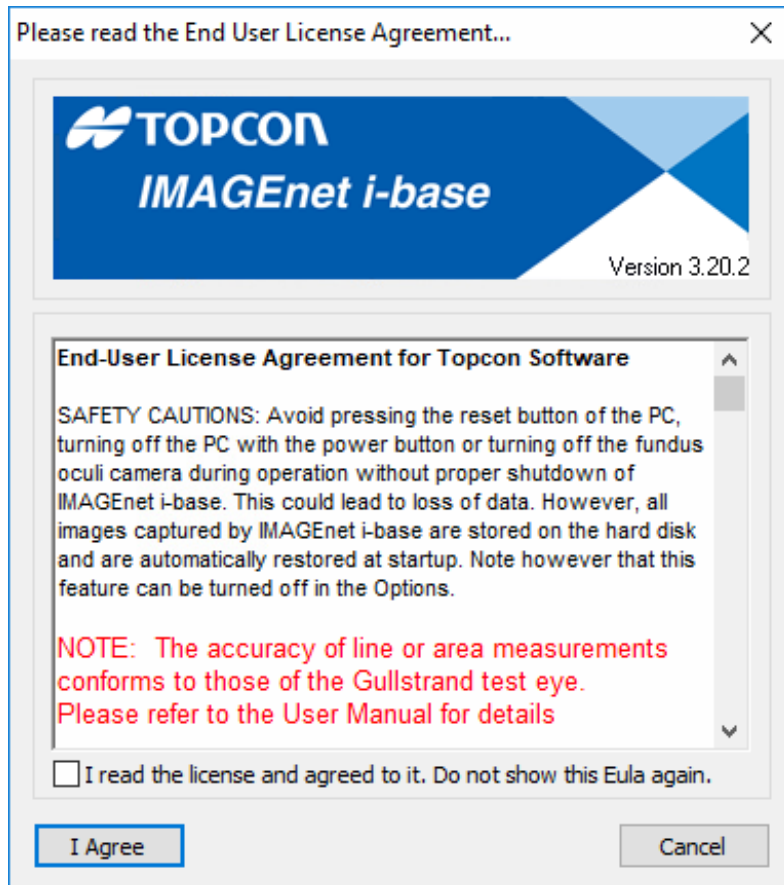 Please read the End User License Agreement...
TOPCON
IMAGEnet i-base
Version 3.20.2
End-User License Agreement for Topcon Software
SAFETY CAUTIONS: Avoid pressing the reset button of the PC,
turning off the PC with the power button or turning off the fundus
oculi camera during operation without proper shutdown of
IMAGEnet i-base. This could lead to loss of data. However, all
images captured by IMAGEnet i-base are stored on the hard disk
and are automatically restored at startup. Note however that this
feature can be turned off in the Options.
NOTE: The accuracy of line or area measurements
conforms to those of the Gullstrand test eye.
Please refer to the User Manual for details
I read the license and agreed to it. Do not show this Eula again.
I Agree
Cancel